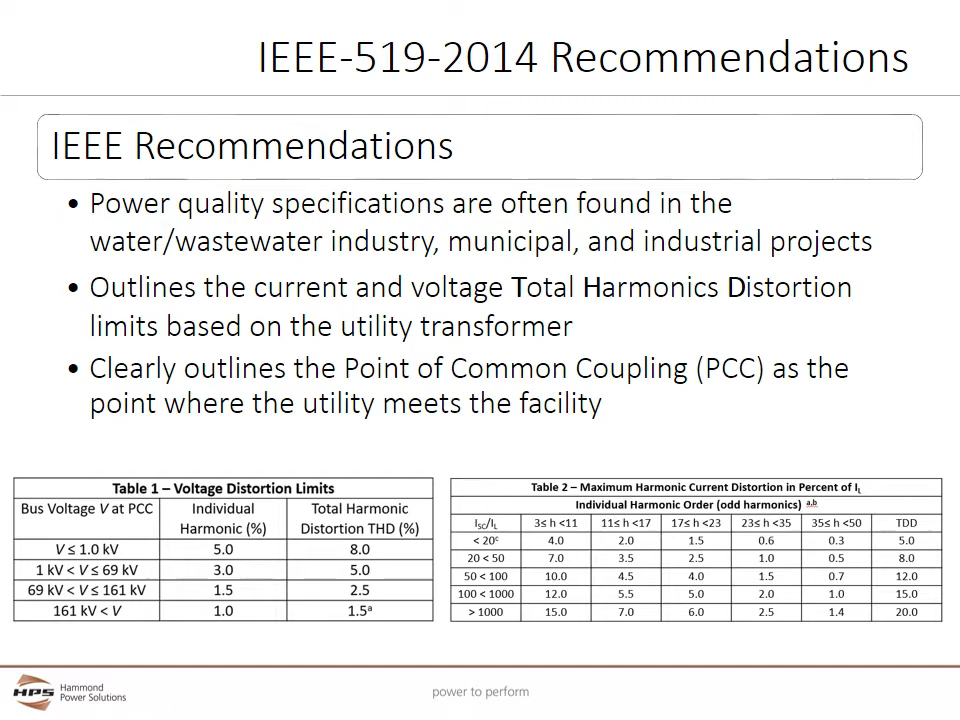 IEEE-519-2014 Recommendations
IEEE Recommendations
• Power quality specifications are often found in the
water/wastewater industry, municipal, and industrial projects
• Outlines the current and voltage Total Harmonics Distortion
limits based on the utility transformer
• Clearly outlines the Point of Common Coupling (PCC) as the
point where the utility meets the facility
Table 1 – Voltage Distortion Limits
Bus Voltage V at PCC Individual Harmonic (%) Total Harmonic Distortion THD (%)
V ≤ 1.0 kV 5.0 8.0
1 kV < V ≤ 69 kV 3.0 5.0
69 kV < V ≤ 161 kV 1.5 2.5
161 kV < V 1.0 1.5ᵃ
Table 2 – Maximum Harmonic Current Distortion in Percent of I_L
Individual Harmonic Order (odd harmonics) a,b
I_SC/I_L 3≤ h <11 11≤ h <17 17≤ h <23 23≤ h <35 35≤ h <50 TDD
< 20ᶜ 4.0 2.0 1.5 0.6 0.3 5.0
20 < 50 7.0 3.5 2.5 1.0 0.5 8.0
50 < 100 10.0 4.5 4.0 1.5 0.7 12.0
100 < 1000 12.0 5.5 5.0 2.0 1.0 15.0
> 1000 15.0 7.0 6.0 2.5 1.4 20.0
HPS Hammond
Power Solutions
power to perform